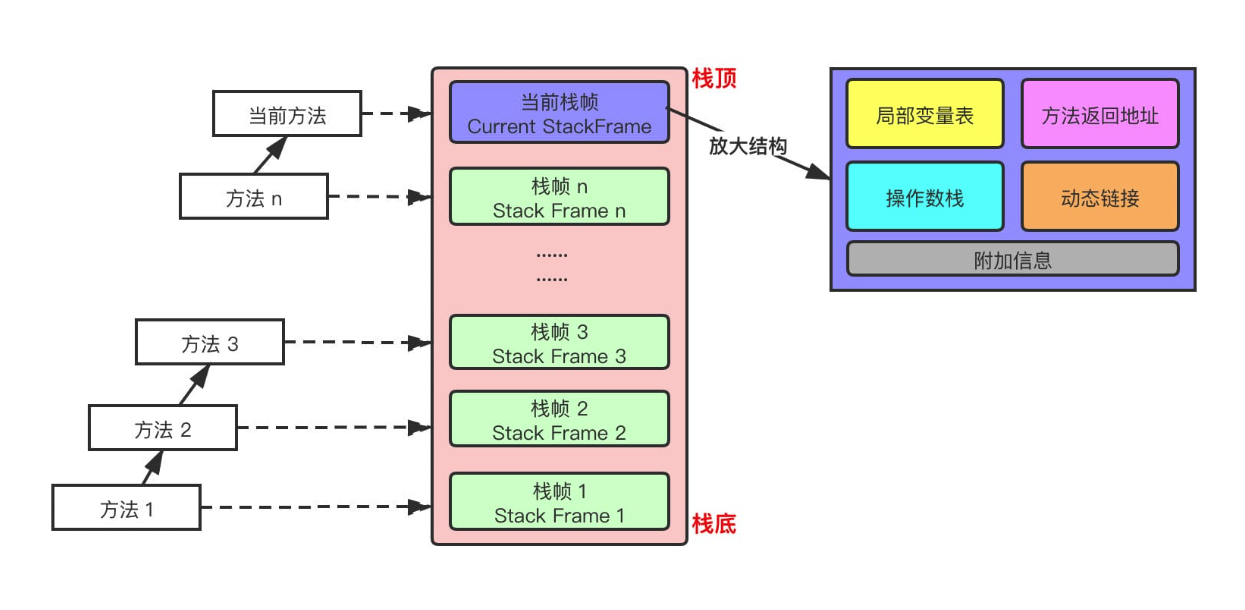 栈顶
当前方法
当前栈帧
Current StackFrame
放大结构
局部变量表
方法返回地址
操作数栈
动态链接
附加信息
方法 n
栈帧 n
Stack Frame n
......
......
方法 3
栈帧 3
Stack Frame 3
方法 2
栈帧 2
Stack Frame 2
方法 1
栈帧 1
Stack Frame 1
栈底